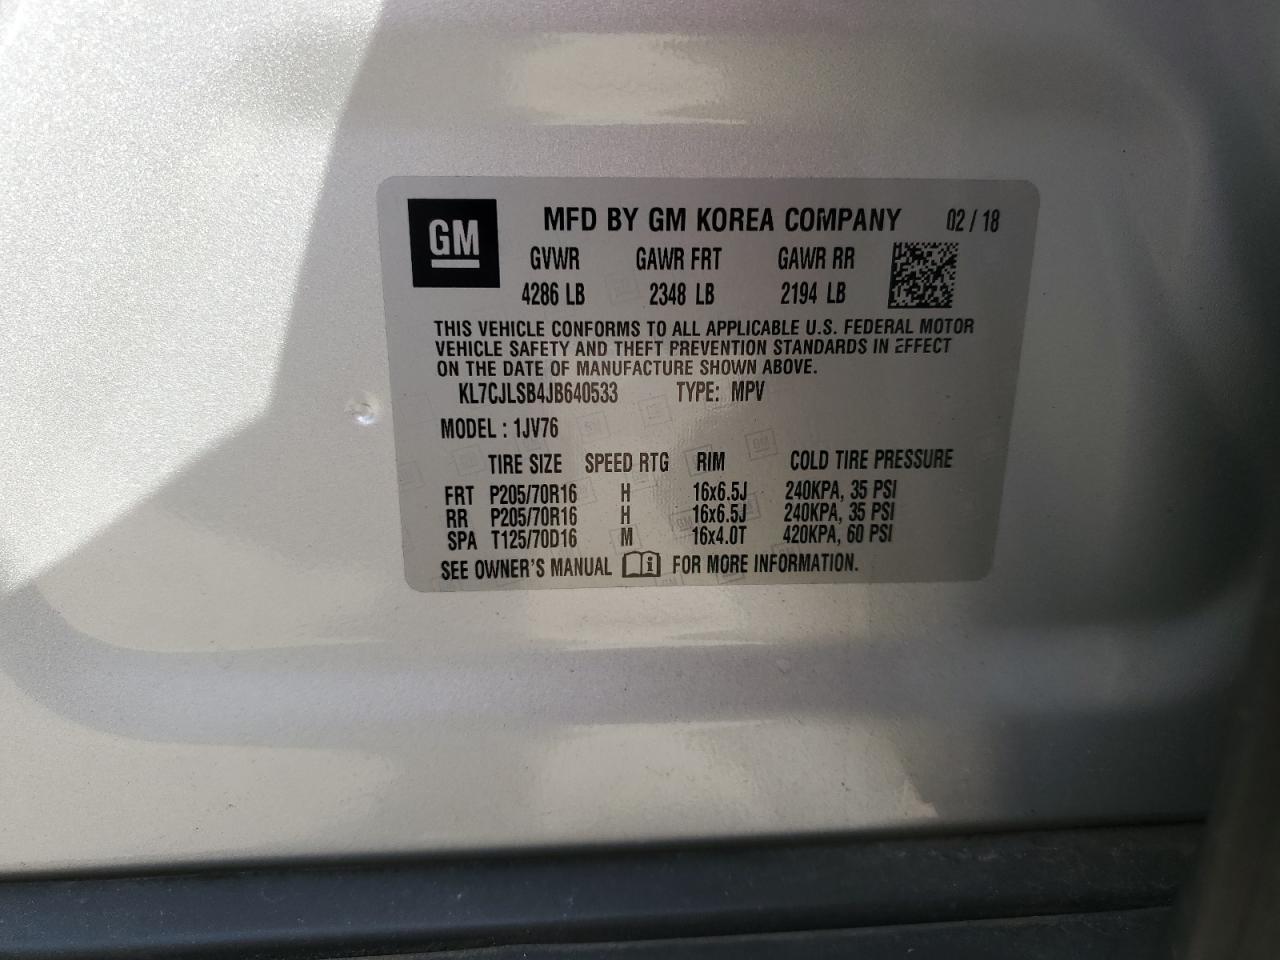 GM
MFD BY GM KOREA COMPANY 02 / 18
GVWR GAWR FRT GAWR RR
4286 LB 2348 LB 2194 LB
THIS VEHICLE CONFORMS TO ALL APPLICABLE U.S. FEDERAL MOTOR
VEHICLE SAFETY AND THEFT PREVENTION STANDARDS IN EFFECT
ON THE DATE OF MANUFACTURE SHOWN ABOVE.
KL7CJLSB4JB640533 TYPE: MPV
MODEL : 1JV76
TIRE SIZE SPEED RTG RIM COLD TIRE PRESSURE
FRT P205/70R16 H 16x6.5J 240KPA, 35 PSI
RR P205/70R16 H 16x6.5J 240KPA, 35 PSI
SPA T125/70D16 M 16x4.0T 420KPA, 60 PSI
SEE OWNER'S MANUAL FOR MORE INFORMATION.